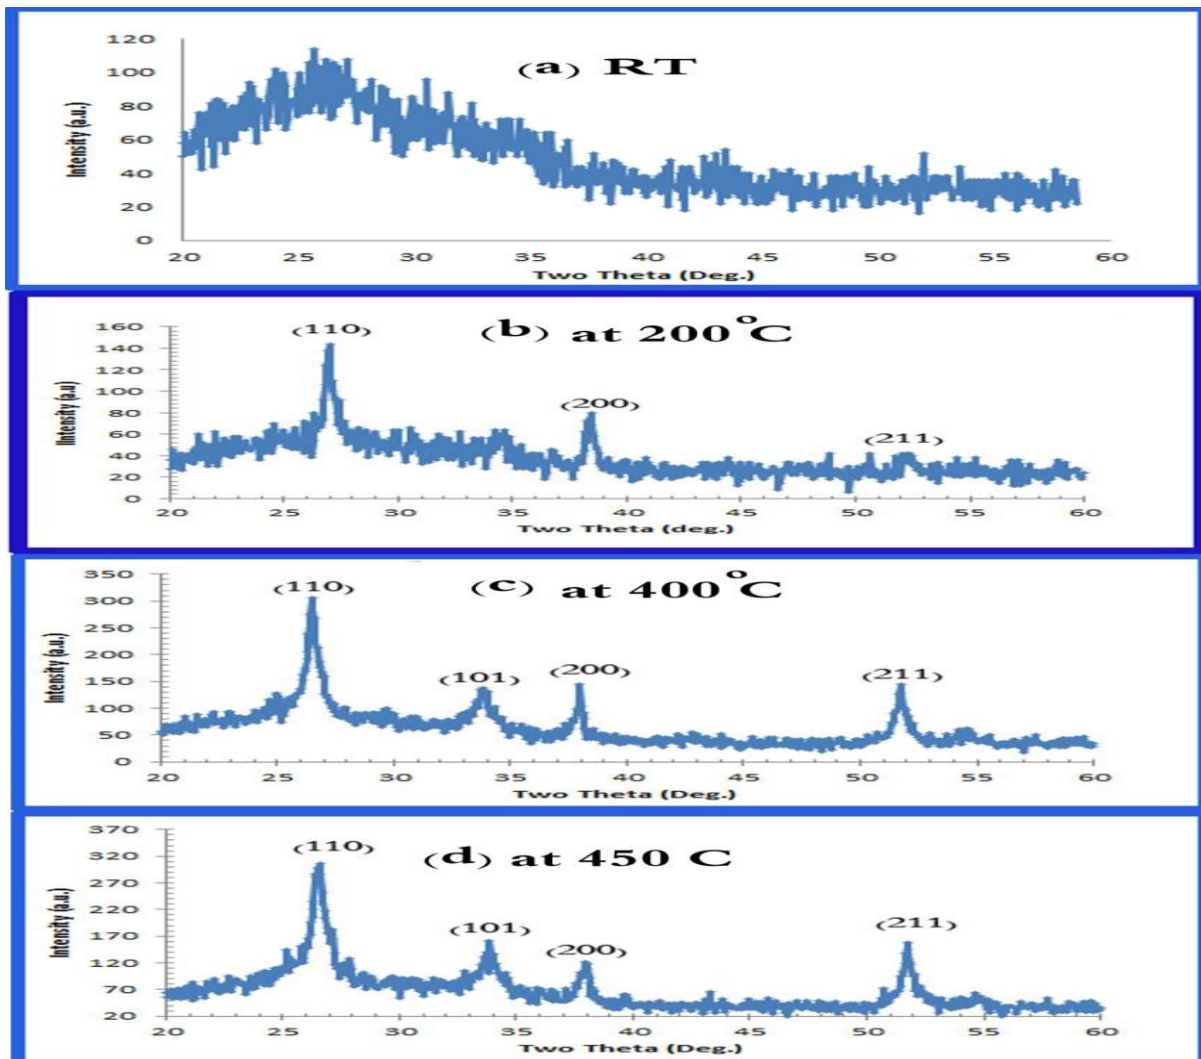 (a) RT
Intensity (a.u.)
120
100
80
60
40
20
0
20 25 30 35 40 45 50 55 60
Two Theta (Deg.)
(b) at 200°C
IIntensity (a.u)
160
140
120
100
80
60
40
20
0
(110)
(200)
(211)
20 25 30 35 40 45 50 55 60
Two Theta (deg.)
(c) at 400°C
Intensity (a.u.)
350
300
250
200
150
100
50
0
(110)
(101)
(200)
(211)
20 25 30 35 40 45 50 55 60
Two Theta (Deg.)
(d) at 450 C
Intensity (a.u.)
370
320
270
220
170
120
70
20
(110)
(101)
(200)
(211)
20 25 30 35 40 45 50 55 60
Two Theta (Deg.)